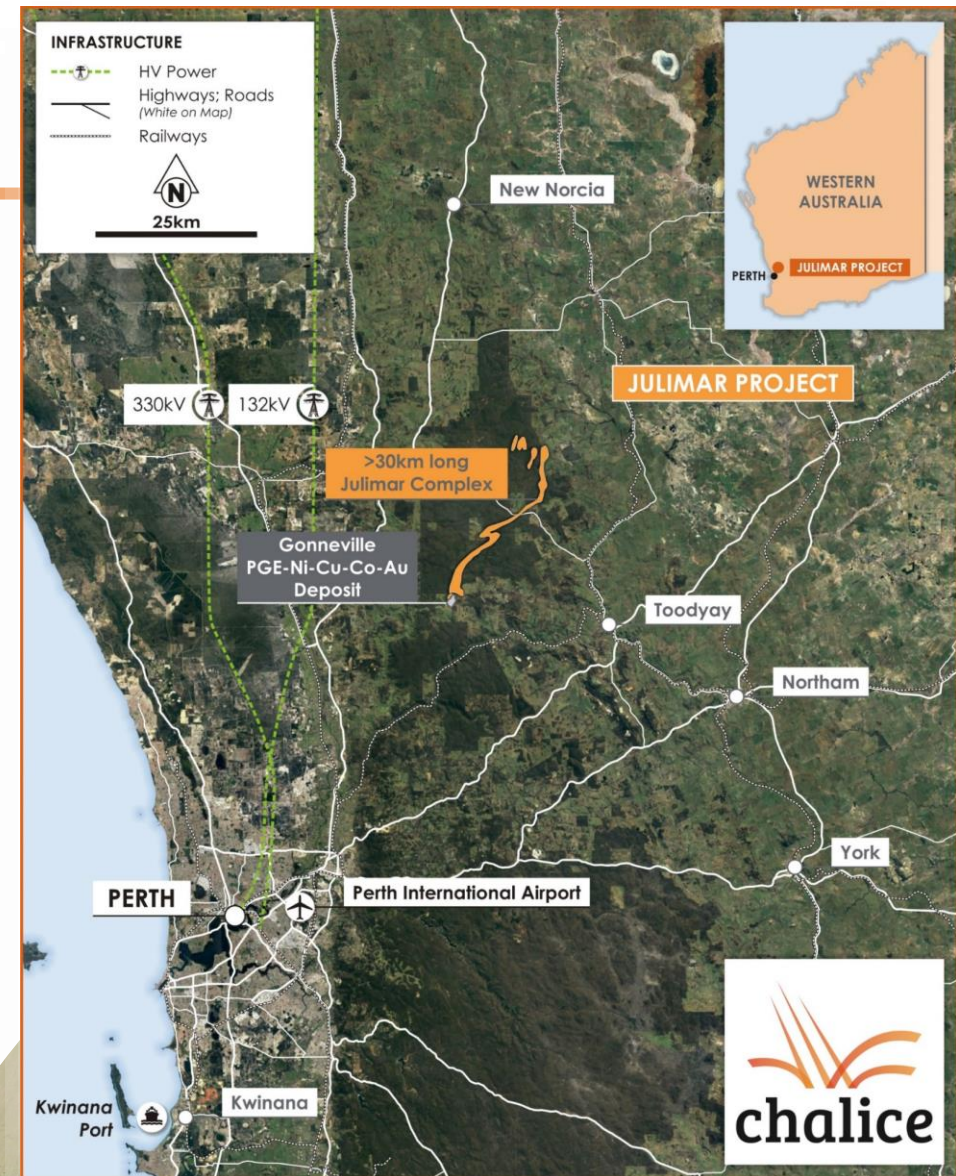 INFRASTRUCTURE
HV Power
Highways; Roads
(White on Map)
Railways
N
25km
WESTERN
AUSTRALIA
PERTH
JULIMAR PROJECT
New Norcia
JULIMAR PROJECT
330kV
132kV
>30km long
Julimar Complex
Gonneville
PGE-Ni-Cu-Co-Au
Deposit
Toodyay
Northam
York
PERTH
Perth International Airport
Kwinana
Port
Kwinana
chalice